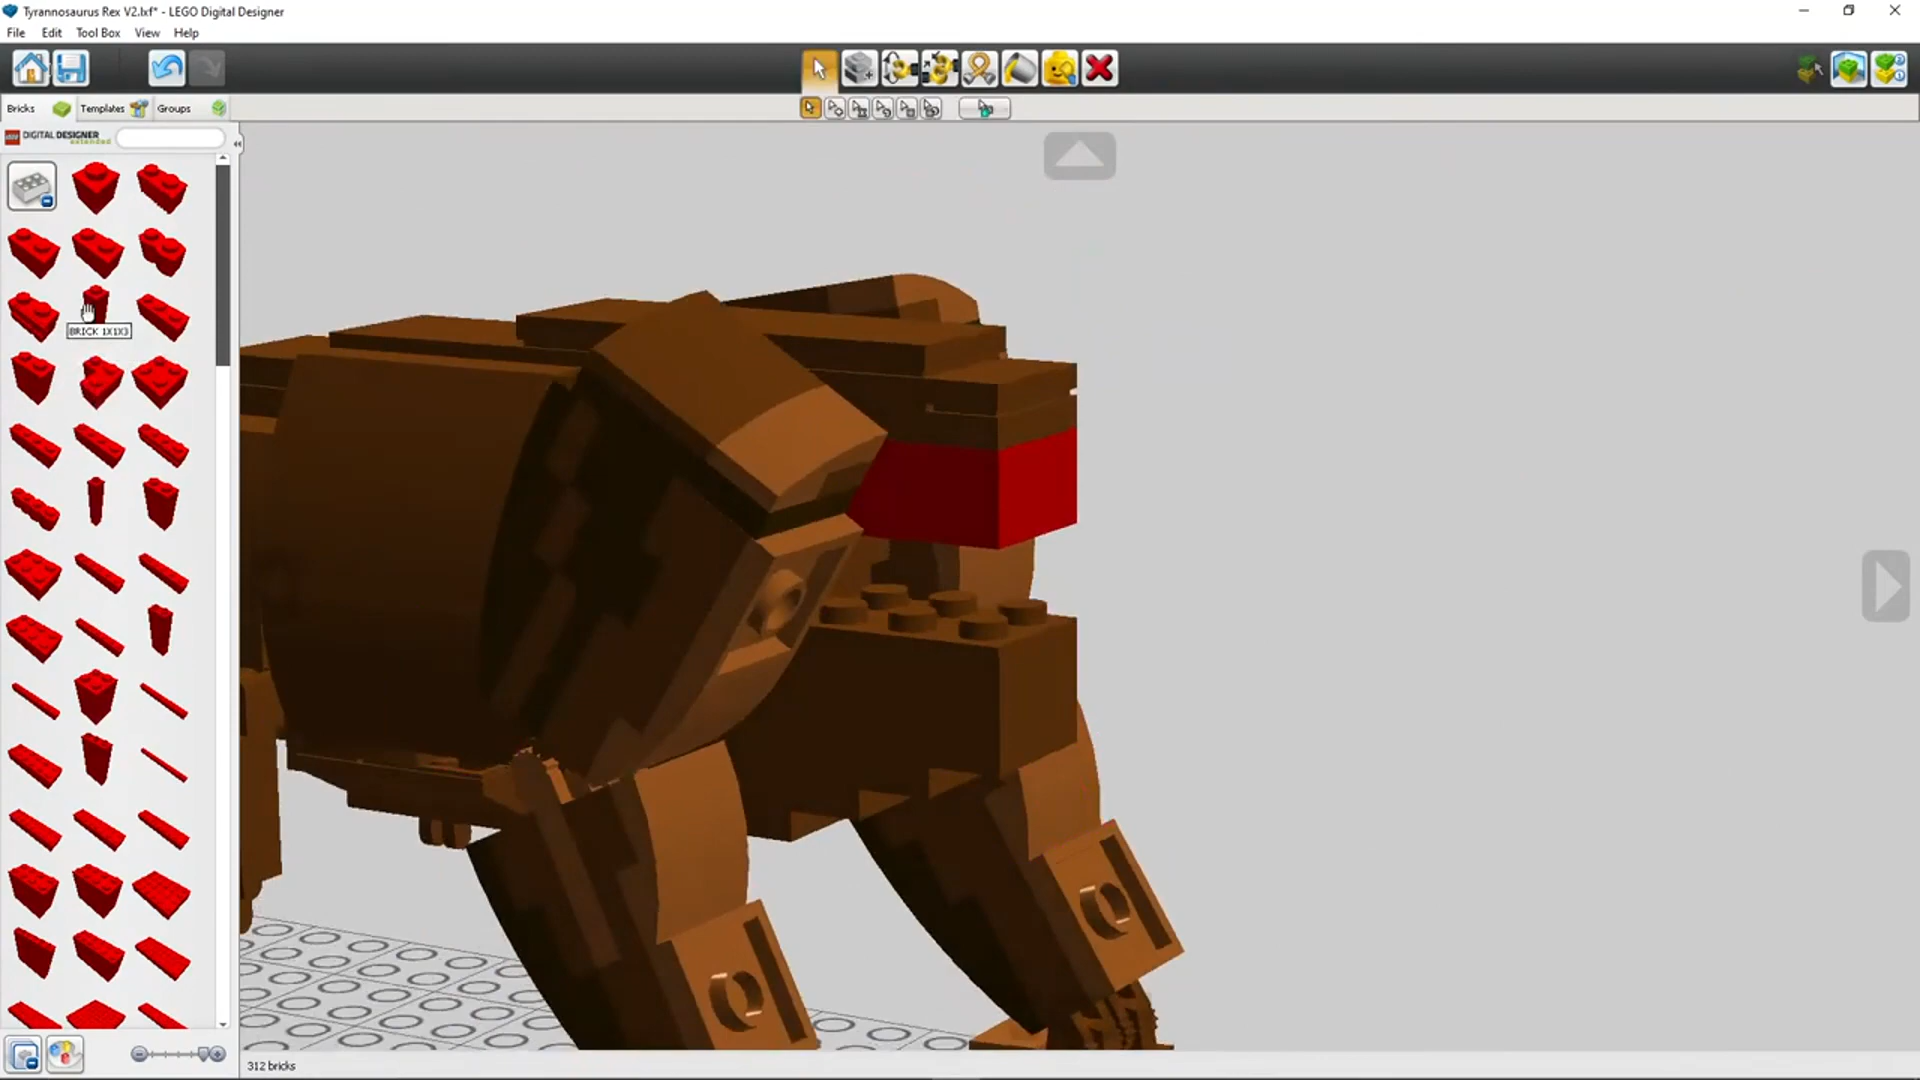 Tyrannosaurus Rex V2.lxf* - LEGO Digital Designer
File Edit Tool Box View Help
Bricks Templates Groups
DIGITAL DESIGNER
extended
BRICK 1X1X3
312 bricks